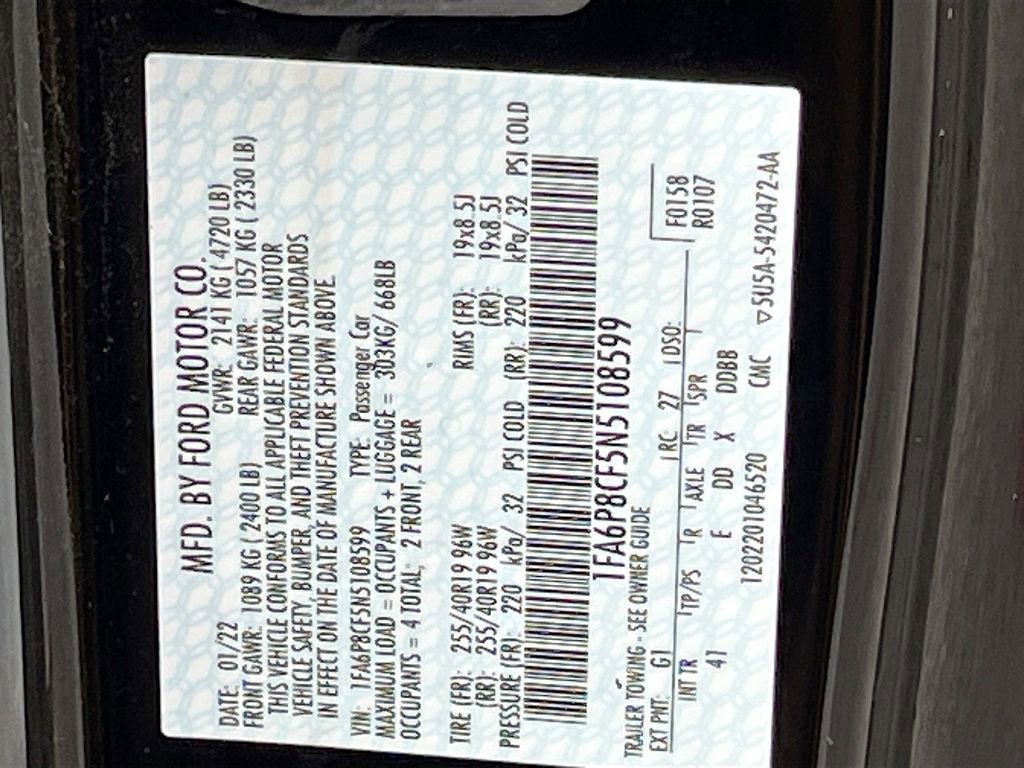 MFD. BY FORD MOTOR CO.
DATE: 01/22 GVWR: 2141 KG ( 4720 LB)
FRONT GAWR: 1089 KG ( 2400 LB) REAR GAWR: 1057 KG ( 2330 LB)
THIS VEHICLE CONFORMS TO ALL APPLICABLE FEDERAL MOTOR
VEHICLE SAFETY, BUMPER, AND THEFT PREVENTION STANDARDS
IN EFFECT ON THE DATE OF MANUFACTURE SHOWN ABOVE.
VIN: 1FA6P8CF5N5108599 TYPE: Passenger Car
MAXIMUM LOAD = OCCUPANTS + LUGGAGE = 303KG/ 668LB
OCCUPANTS = 4 TOTAL; 2 FRONT, 2 REAR
TIRE (FR): 255/40R19 96W RIMS (FR): 19x8.5J
(RR): 255/40R19 96W (RR): 19x8.5J
PRESSURE (FR): 220 kPa/ 32 PSI COLD (RR): 220 kPa/ 32 PSI COLD
1FA6P8CF5N5108599
TRAILER TOWING - SEE OWNER GUIDE
EXT PNT: G1 RC: 27 DSO: F0158
INT TR TP/PS R AXLE TR SPR R0107
41 E DD X DDBB
120220104652O CMC ▽5U5A-5420472-AA